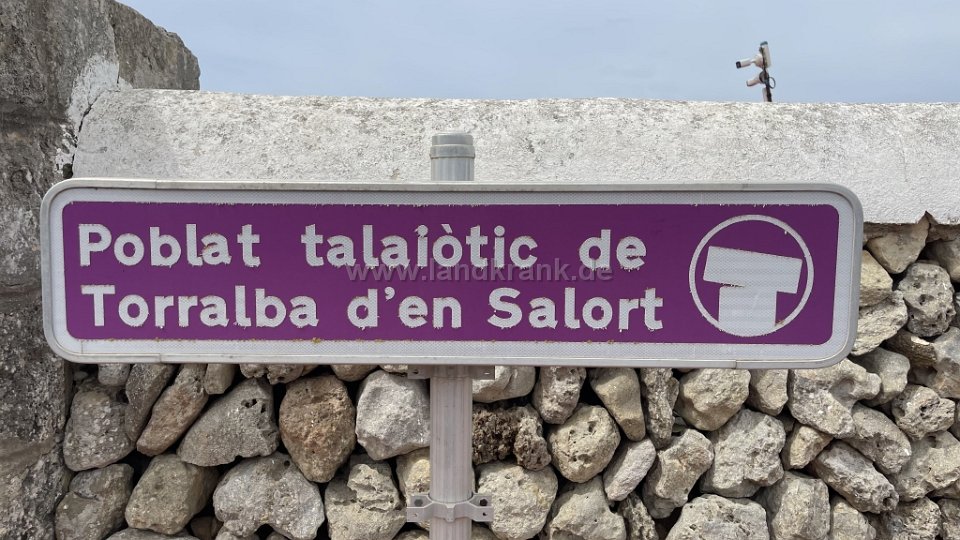 Poblat talaiòtic de
www.landkrank.de
Torralba d'en Salort